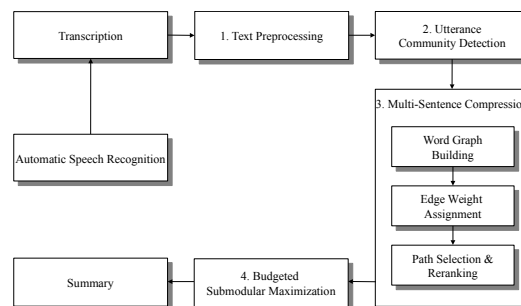 Transcription
1. Text Preprocessing
2. Utterance
Community Detection
3. Multi-Sentence Compression
Automatic Speech Recognition
Word Graph
Building
Edge Weight
Assignment
Path Selection &
Reranking
4. Budgeted
Submodular Maximization
Summary